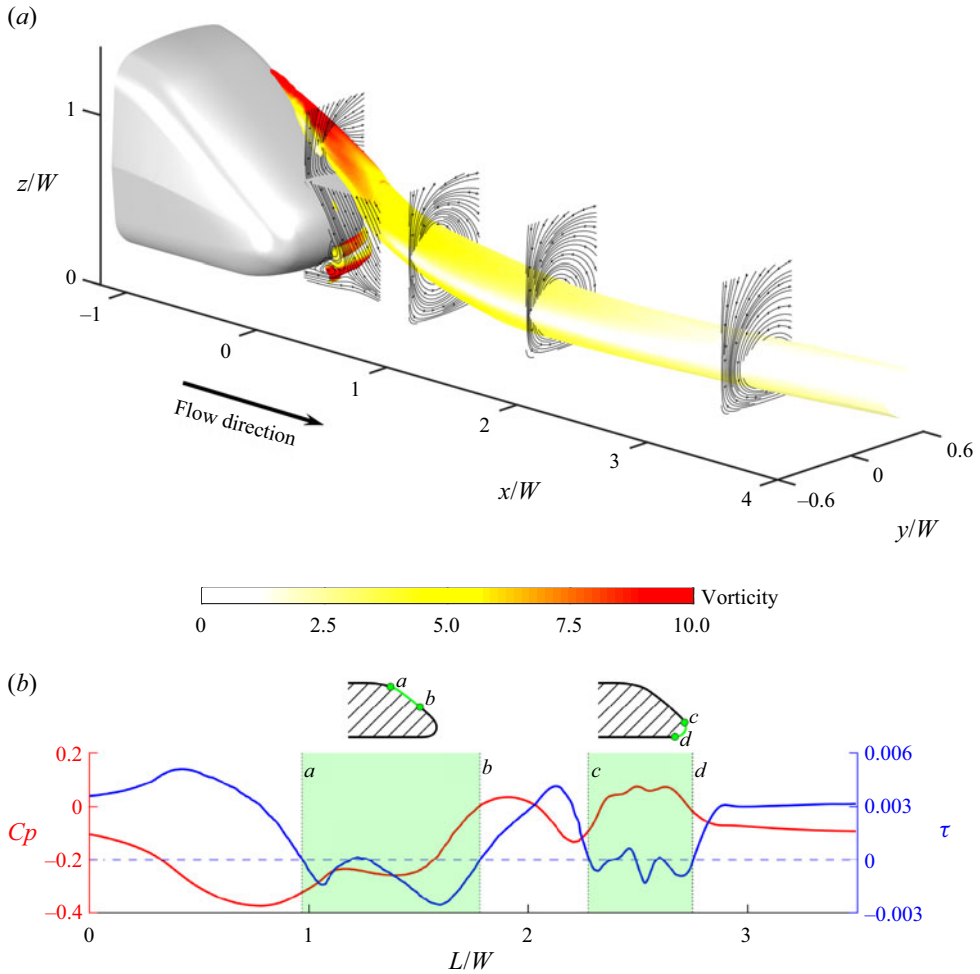 (a)
1
z/W
0
–1
0
1
2
3
4
Flow direction
x/W
–0.6
0
0.6
y/W
Vorticity
0 2.5 5.0 7.5 10.0
(b)
a
b
c
d
0.2
0
–0.2
–0.4
Cp
a
b
c
d
0.006
0.003
0
–0.003
τ
0 1 2 3
L/W